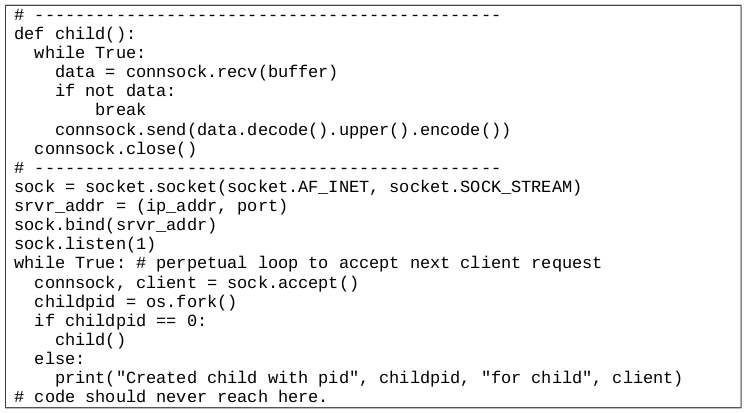 # ---------------------------------------------
def child():
  while True:
    data = connsock.recv(buffer)
    if not data:
        break
    connsock.send(data.decode().upper().encode())
  connsock.close()
# ---------------------------------------------
sock = socket.socket(socket.AF_INET, socket.SOCK_STREAM)
srvr_addr = (ip_addr, port)
sock.bind(srvr_addr)
sock.listen(1)
while True: # perpetual loop to accept next client request
  connsock, client = sock.accept()
  childpid = os.fork()
  if childpid == 0:
    child()
  else:
    print("Created child with pid", childpid, "for child", client)
# code should never reach here.